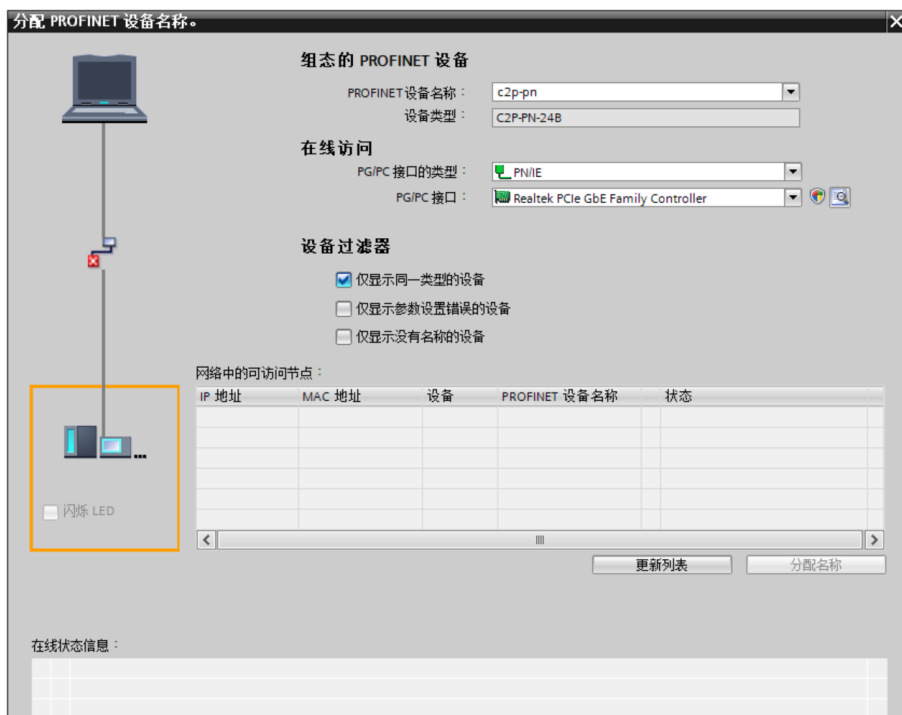 分配 PROFINET 设备名称。
组态的 PROFINET 设备
PROFINET设备名称： c2p-pn
设备类型： C2P-PN-24B
在线访问
PG/PC 接口的类型： PN/IE
PG/PC 接口： Realtek PCIe GbE Family Controller
设备过滤器
仅显示同一类型的设备
仅显示参数设置错误的设备
仅显示没有名称的设备
网络中的可访问节点：
IP 地址 MAC 地址 设备 PROFINET 设备名称 状态
闪烁 LED
更新列表 分配名称
在线状态信息：